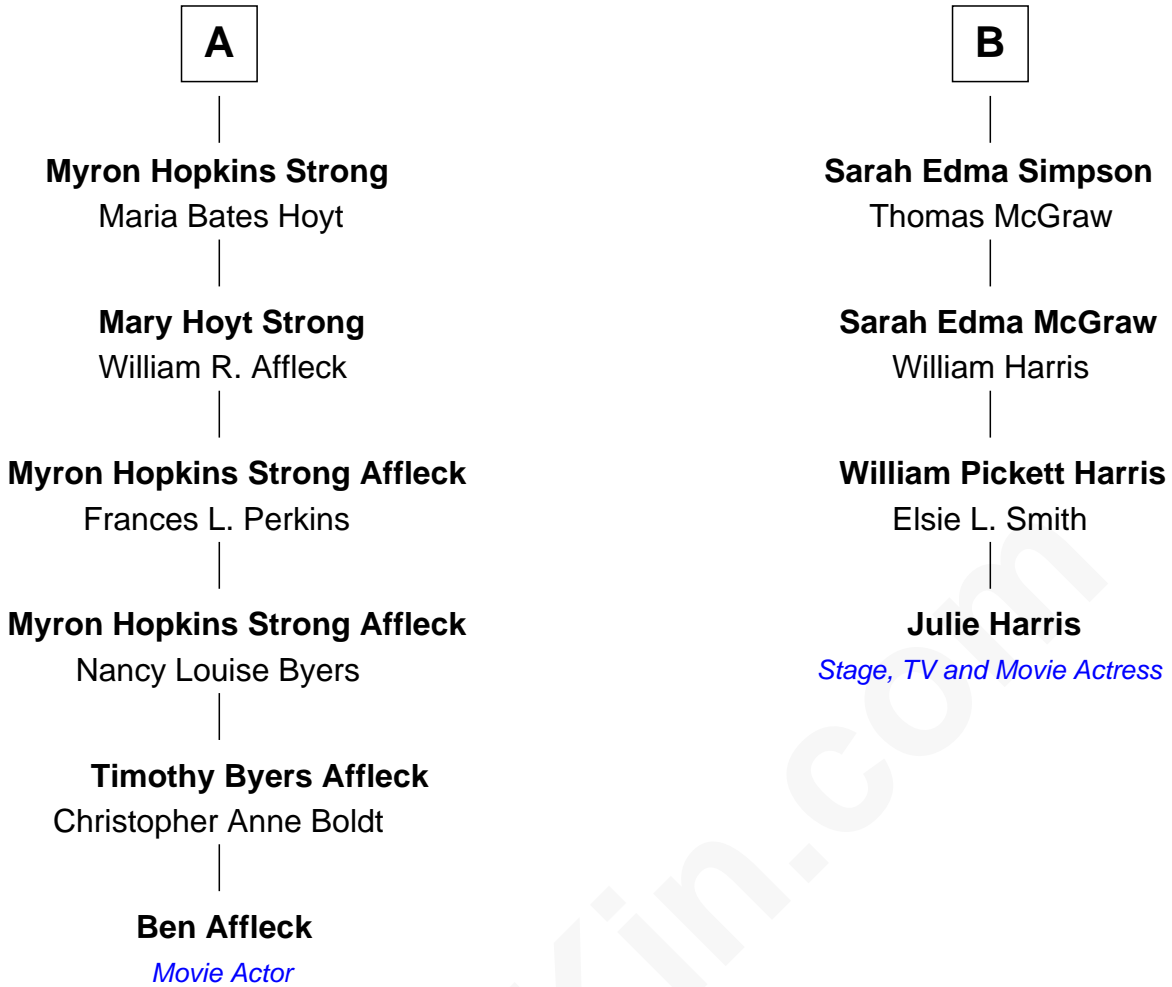 A
B
Myron Hopkins Strong
Maria Bates Hoyt
Sarah Edma Simpson
Thomas McGraw
Mary Hoyt Strong
William R. Affleck
Sarah Edma McGraw
William Harris
Myron Hopkins Strong Affleck
Frances L. Perkins
William Pickett Harris
Elsie L. Smith
Myron Hopkins Strong Affleck
Nancy Louise Byers
Julie Harris
Stage, TV and Movie Actress
Timothy Byers Affleck
Christopher Anne Boldt
Ben Affleck
Movie Actor
Kin.com